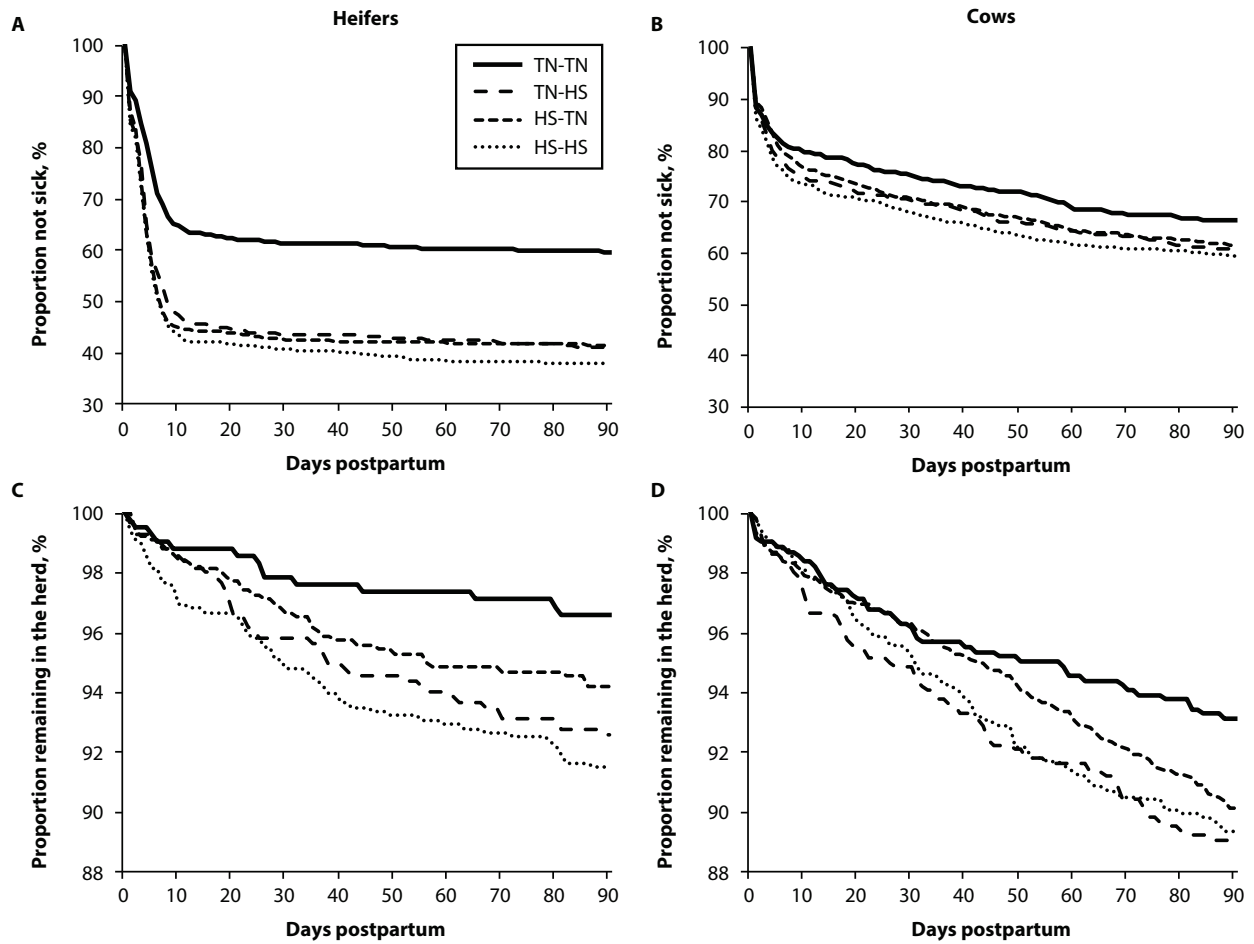 Heifers
Cows
A
B
100
90
80
70
60
50
40
30
Proportion not sick, %
TN-TN
TN-HS
HS-TN
HS-HS
0 10 20 30 40 50 60 70 80 90
Days postpartum
100
90
80
70
60
50
40
30
Proportion not sick, %
0 10 20 30 40 50 60 70 80 90
Days postpartum
C
D
100
98
96
94
92
90
88
Proportion remaining in the herd, %
0 10 20 30 40 50 60 70 80 90
Days postpartum
100
98
96
94
92
90
88
Proportion remaining in the herd, %
0 10 20 30 40 50 60 70 80 90
Days postpartum